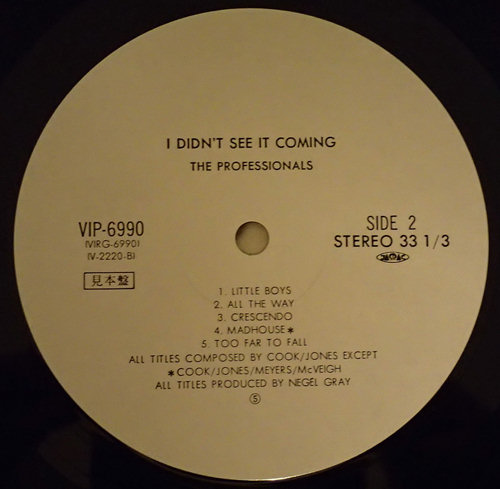 I DIDN'T SEE IT COMING
THE PROFESSIONALS
VIP-6990
(VIRG-6990)
(V-2220-B)
見本盤
SIDE 2
STEREO 33 1/3
1. LITTLE BOYS
2. ALL THE WAY
3. CRESCENDO
4. MADHOUSE*
5. TOO FAR TO FALL
ALL TITLES COMPOSED BY COOK/JONES EXCEPT
*COOK/JONES/MEYERS/McVEIGH
ALL TITLES PRODUCED BY NEGEL GRAY
Ⓢ